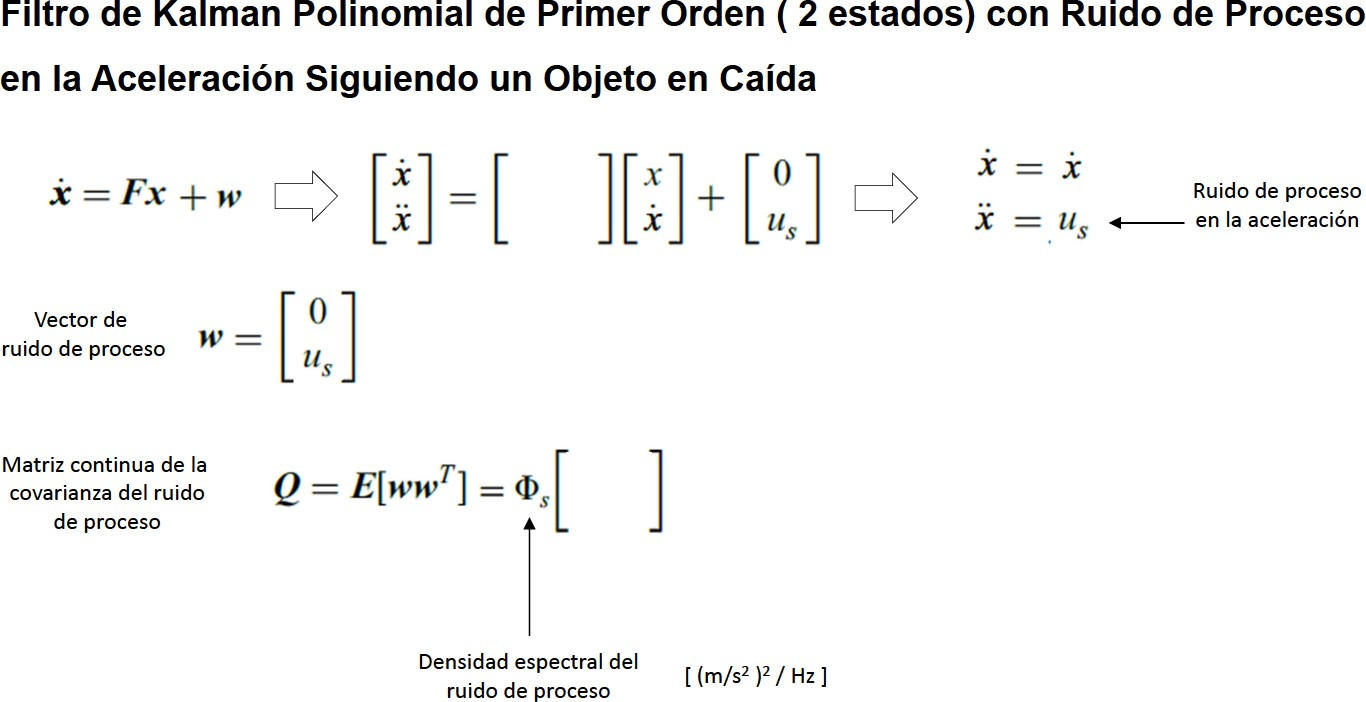 Filtro de Kalman Polinomial de Primer Orden ( 2 estados) con Ruido de Proceso
en la Aceleración Siguiendo un Objeto en Caída
ẋ = Fx + w ⇨ [ẋ ẍ] = [ ][x ẋ] + [0 u_s] ⇨ ẋ = ẋ
ẍ = u_s
Ruido de proceso
en la aceleración
Vector de
ruido de proceso
w = [0 u_s]
Matriz continua de la
covarianza del ruido
de proceso
Q = E[ww^T] = Φ_s[ ]
Densidad espectral del
ruido de proceso
[ (m/s² )² / Hz ]